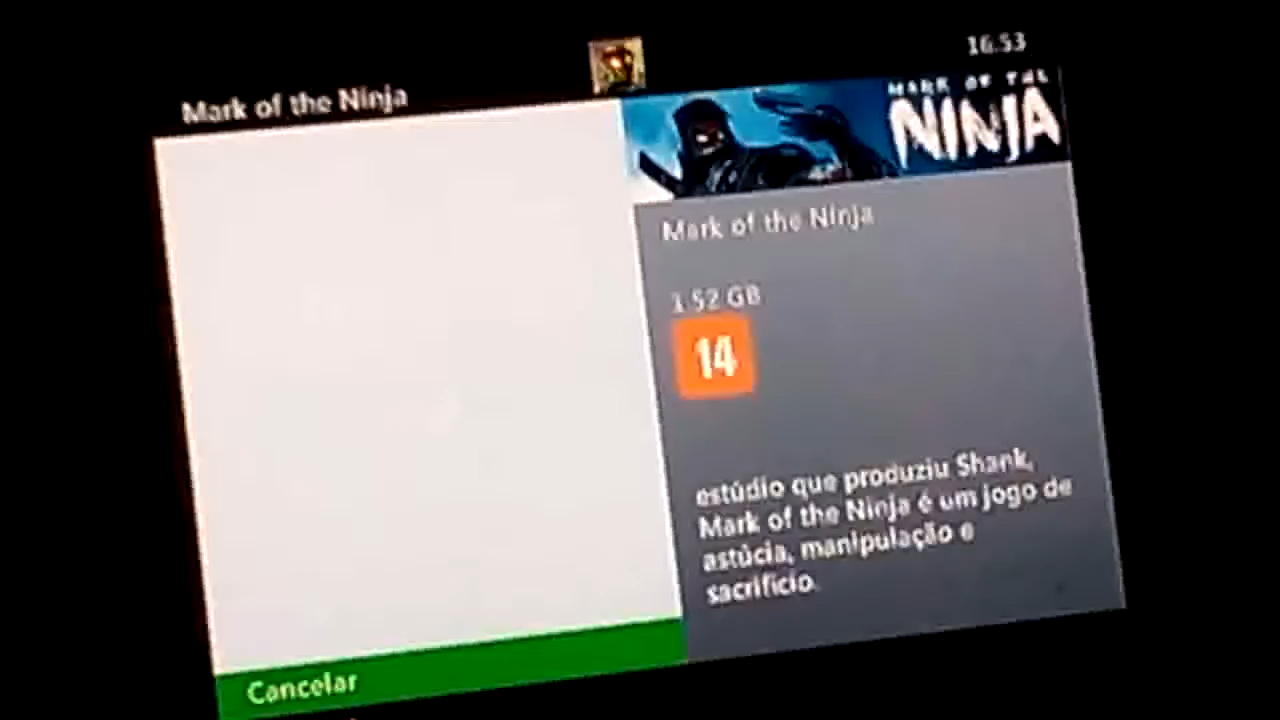 16:53
Mark of the Ninja
MARK OF THE
NINJA
Mark of the Ninja
1.52 GB
14
estúdio que produziu Shank,
Mark of the Ninja é um jogo de
astúcia, manipulação e
sacrifício.
Cancelar